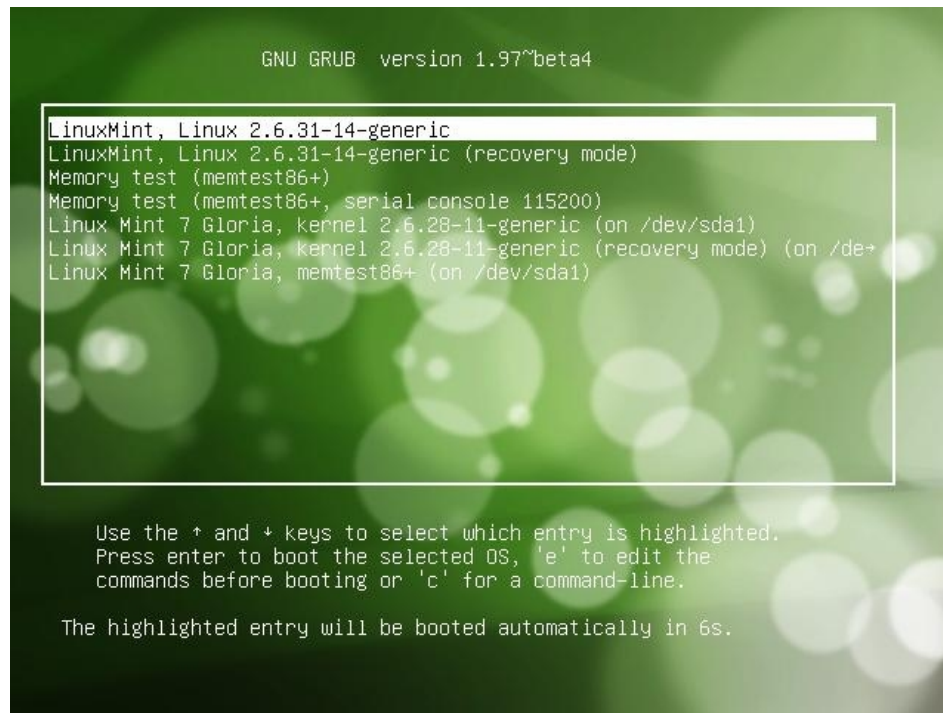 GNU GRUB  version 1.97~beta4
LinuxMint, Linux 2.6.31-14-generic
LinuxMint, Linux 2.6.31-14-generic (recovery mode)
Memory test (memtest86+)
Memory test (memtest86+, serial console 115200)
Linux Mint 7 Gloria, kernel 2.6.28-11-generic (on /dev/sda1)
Linux Mint 7 Gloria, kernel 2.6.28-11-generic (recovery mode) (on /de→
Linux Mint 7 Gloria, memtest86+ (on /dev/sda1)
Use the ↑ and ↓ keys to select which entry is highlighted.
Press enter to boot the selected OS, 'e' to edit the
commands before booting or 'c' for a command-line.
The highlighted entry will be booted automatically in 6s.